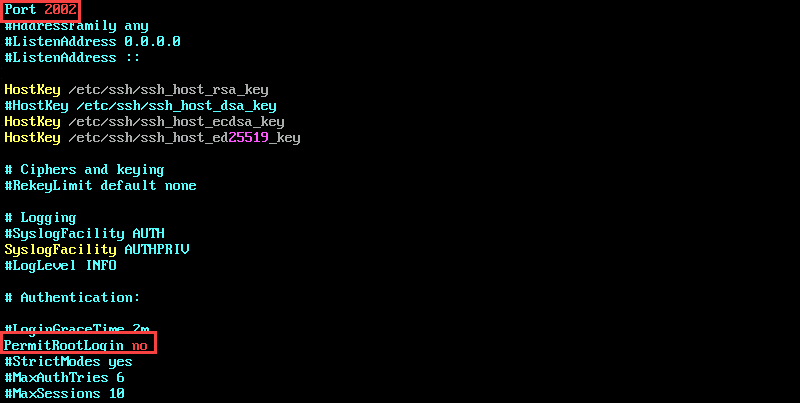 Port 2002
#AddressFamily any
#ListenAddress 0.0.0.0
#ListenAddress ::
HostKey /etc/ssh/ssh_host_rsa_key
#HostKey /etc/ssh/ssh_host_dsa_key
HostKey /etc/ssh/ssh_host_ecdsa_key
HostKey /etc/ssh/ssh_host_ed25519_key
# Ciphers and keying
#RekeyLimit default none
# Logging
#SyslogFacility AUTH
SyslogFacility AUTHPRIV
#LogLevel INFO
# Authentication:
#LoginGraceTime 2m
PermitRootLogin no
#StrictModes yes
#MaxAuthTries 6
#MaxSessions 10